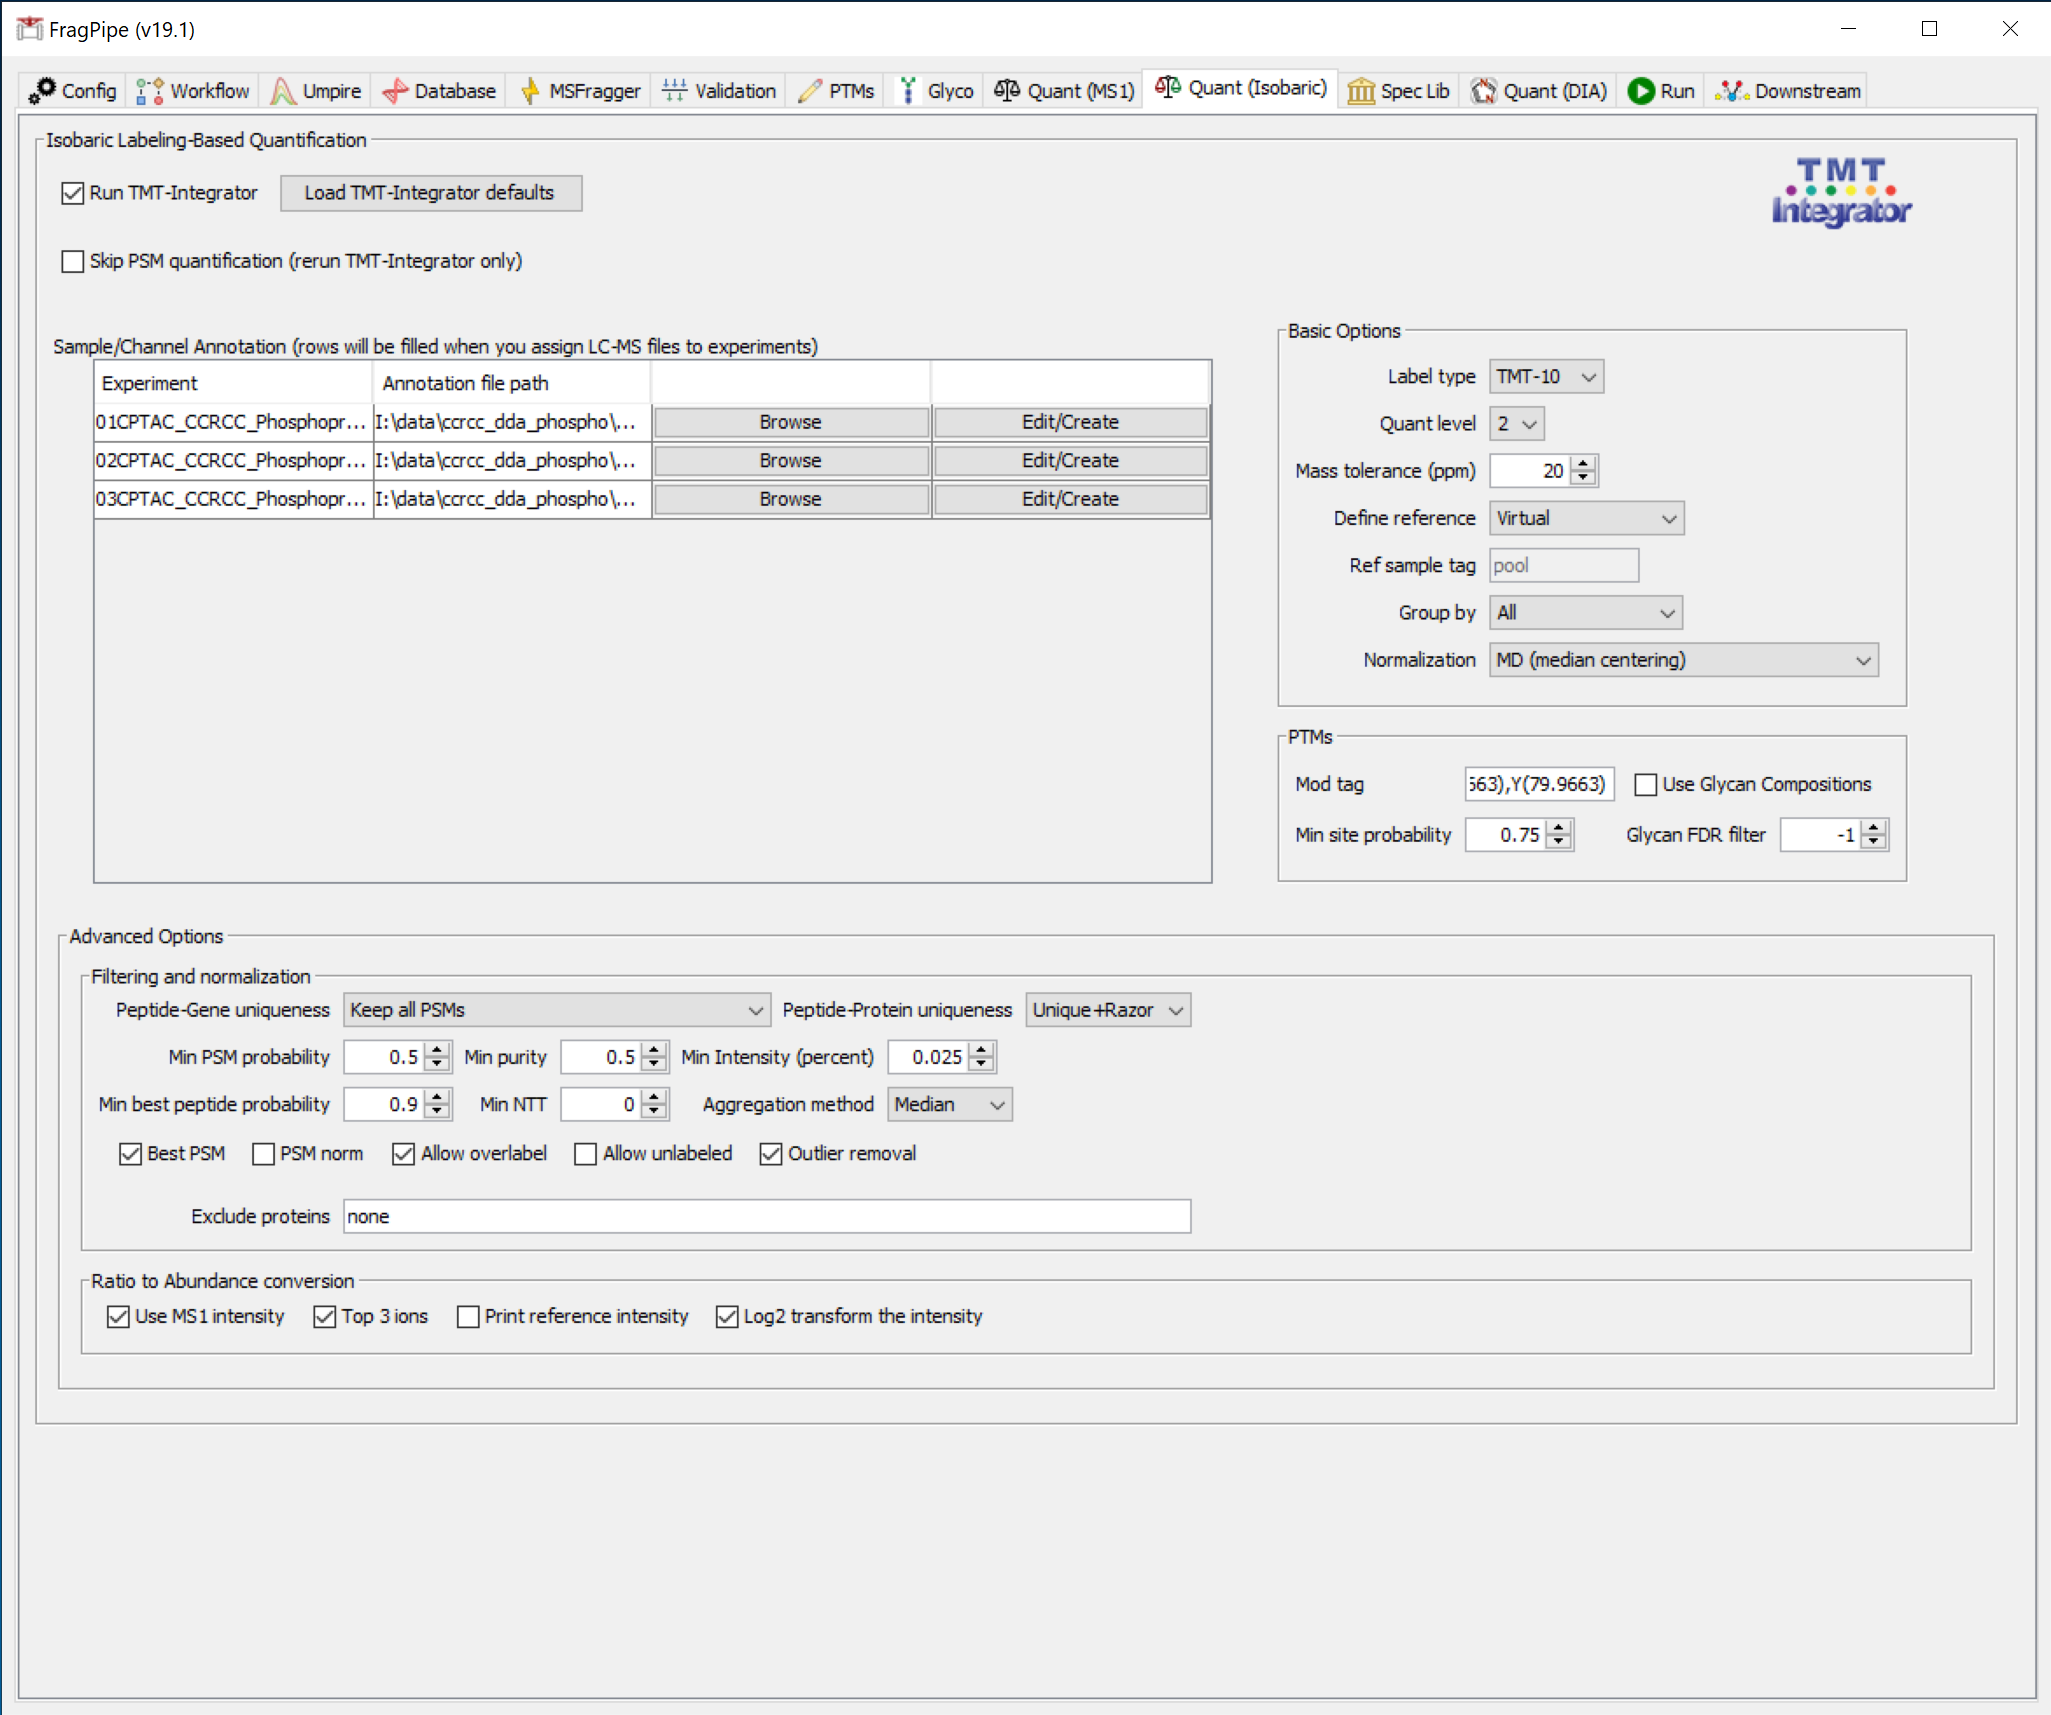 FragPipe (v19.1)
Config Workflow Umpire Database MSFragger Validation PTMs Glyco Quant (MS1) Quant (Isobaric) Spec Lib Quant (DIA) Run Downstream
Isobaric Labeling-Based Quantification
Run TMT-Integrator Load TMT-Integrator defaults
TMT
Integrator
Skip PSM quantification (rerun TMT-Integrator only)
Sample/Channel Annotation (rows will be filled when you assign LC-MS files to experiments)
Experiment Annotation file path
01CPTAC_CCRCC_Phosphopr... I:\data\ccrcc_dda_phospho\... Browse Edit/Create
02CPTAC_CCRCC_Phosphopr... I:\data\ccrcc_dda_phospho\... Browse Edit/Create
03CPTAC_CCRCC_Phosphopr... I:\data\ccrcc_dda_phospho\... Browse Edit/Create
Basic Options
Label type TMT-10
Quant level 2
Mass tolerance (ppm) 20
Define reference Virtual
Ref sample tag pool
Group by All
Normalization MD (median centering)
PTMs
Mod tag 563),Y(79.9663) Use Glycan Compositions
Min site probability 0.75 Glycan FDR filter -1
Advanced Options
Filtering and normalization
Peptide-Gene uniqueness Keep all PSMs Peptide-Protein uniqueness Unique+Razor
Min PSM probability 0.5 Min purity 0.5 Min Intensity (percent) 0.025
Min best peptide probability 0.9 Min NTT 0 Aggregation method Median
Best PSM PSM norm Allow overlabel Allow unlabeled Outlier removal
Exclude proteins none
Ratio to Abundance conversion
Use MS1 intensity Top 3 ions Print reference intensity Log2 transform the intensity